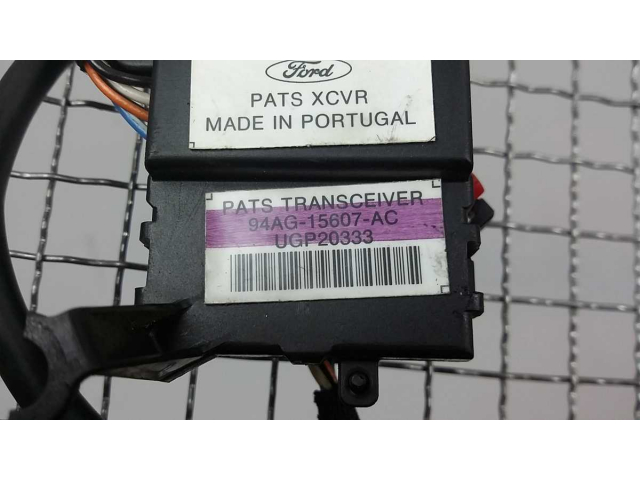 Ford
PATS XCVR
MADE IN PORTUGAL
PATS TRANSCEIVER
94AG-15607-AC
UGP20333